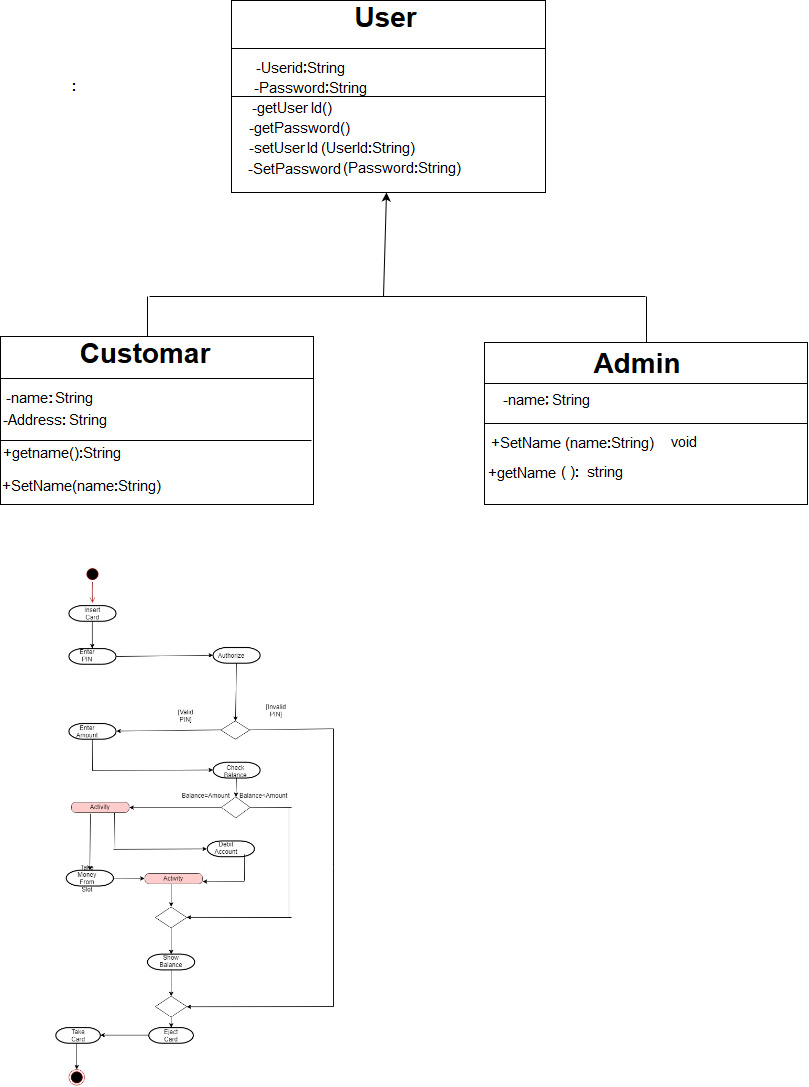 User
-Userid:String
:
-Password:String
-getUser Id()
-getPassword()
-setUser Id (UserId:String)
-SetPassword (Password:String)
Customar
-name: String
-Address: String
+getname():String
+SetName(name:String)
Admin
-name: String
+SetName (name:String) void
+getName ( ): string
Insert
Card
Enter
PIN
Authorize
[Valid
PIN]
[Invalid
PIN]
Enter
Amount
Check
Balance
Balance=Amount
Balance<Amount
Activity
Debit
Account
Take
Money
From
Slot
Activity
Show
Balance
Eject
Card
Take
Card